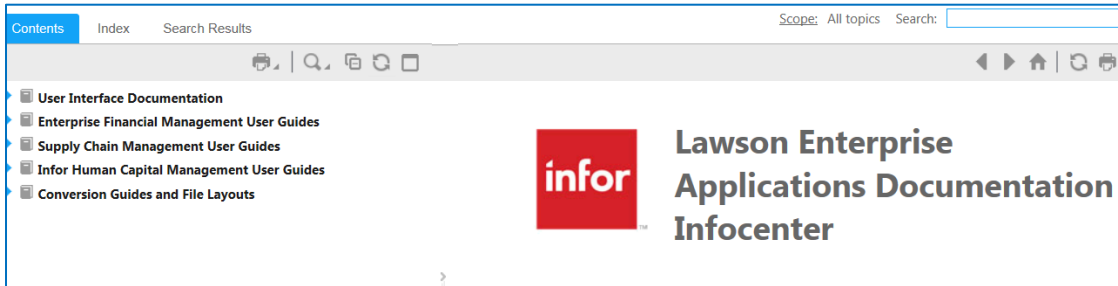 Contents Index Search Results
Scope: All topics Search:
User Interface Documentation
Enterprise Financial Management User Guides
Supply Chain Management User Guides
Infor Human Capital Management User Guides
Conversion Guides and File Layouts
infor
TM
Lawson Enterprise
Applications Documentation
Infocenter